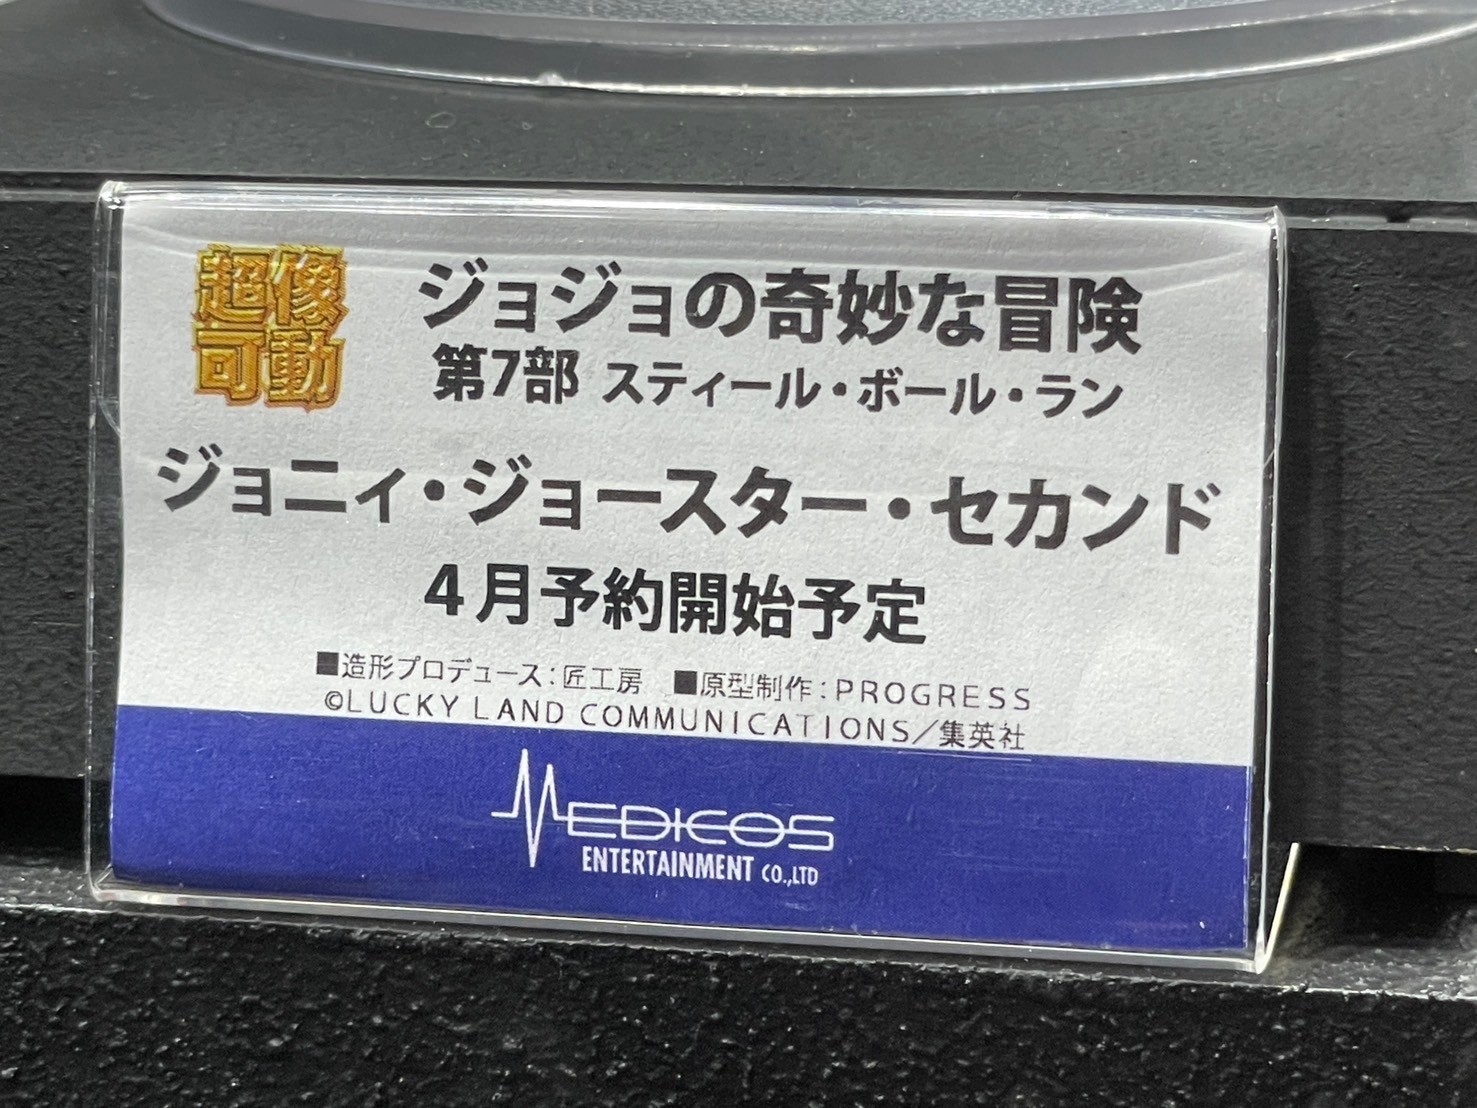 超像
可動
ジョジョの奇妙な冒険
第7部 スティール・ボール・ラン
ジョニィ・ジョースター・セカンド
4月予約開始予定
■造形プロデュース:匠工房 ■原型制作:PROGRESS
©LUCKY LAND COMMUNICATIONS/集英社
MEDICOS
ENTERTAINMENT CO.,LTD